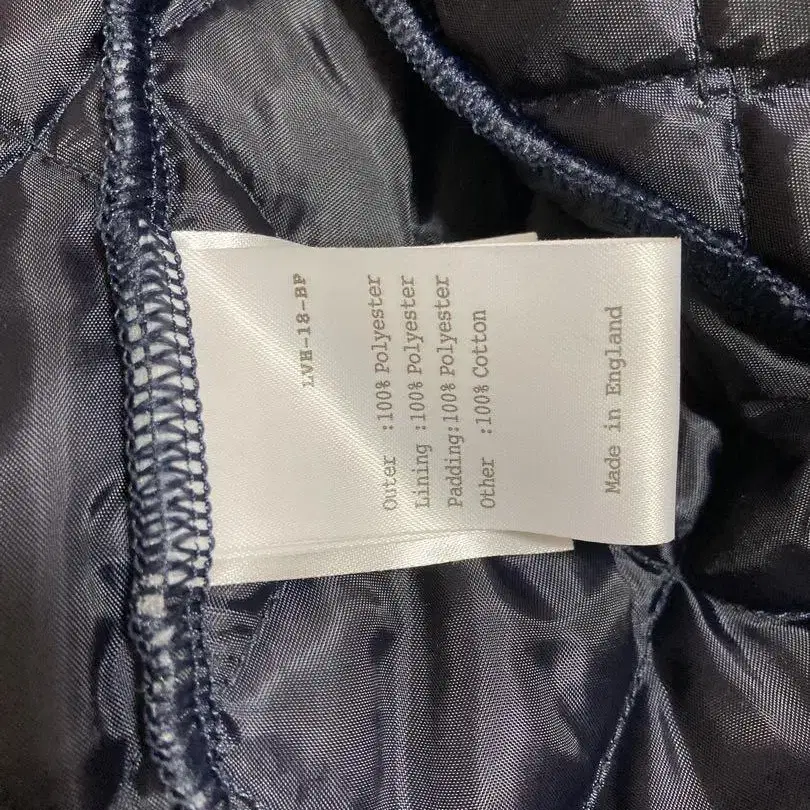 LVH-18-BP
Outer :100% Polyester
Lining :100% Polyester
Padding:100% Polyester
Other :100% Cotton
Made in England